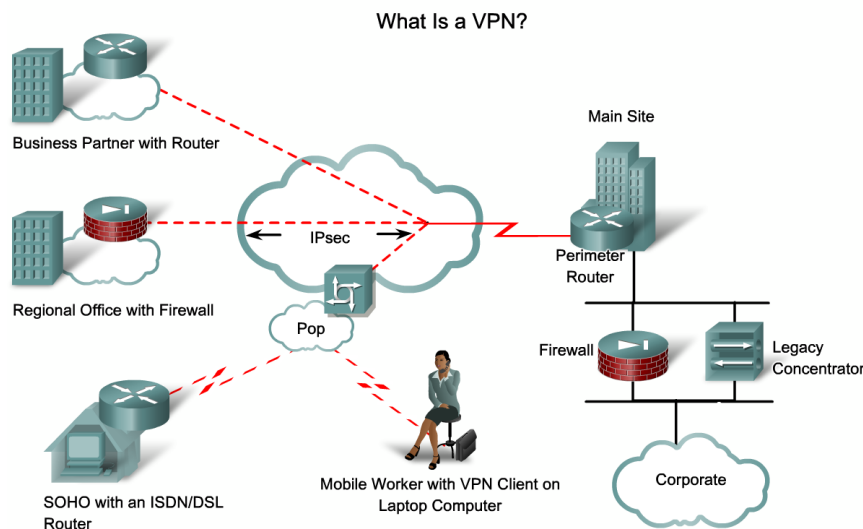 What Is a VPN?
Business Partner with Router
Main Site
IPsec
Perimeter
Router
Regional Office with Firewall
Pop
Firewall
Legacy
Concentrator
SOHO with an ISDN/DSL
Router
Mobile Worker with VPN Client on
Laptop Computer
Corporate